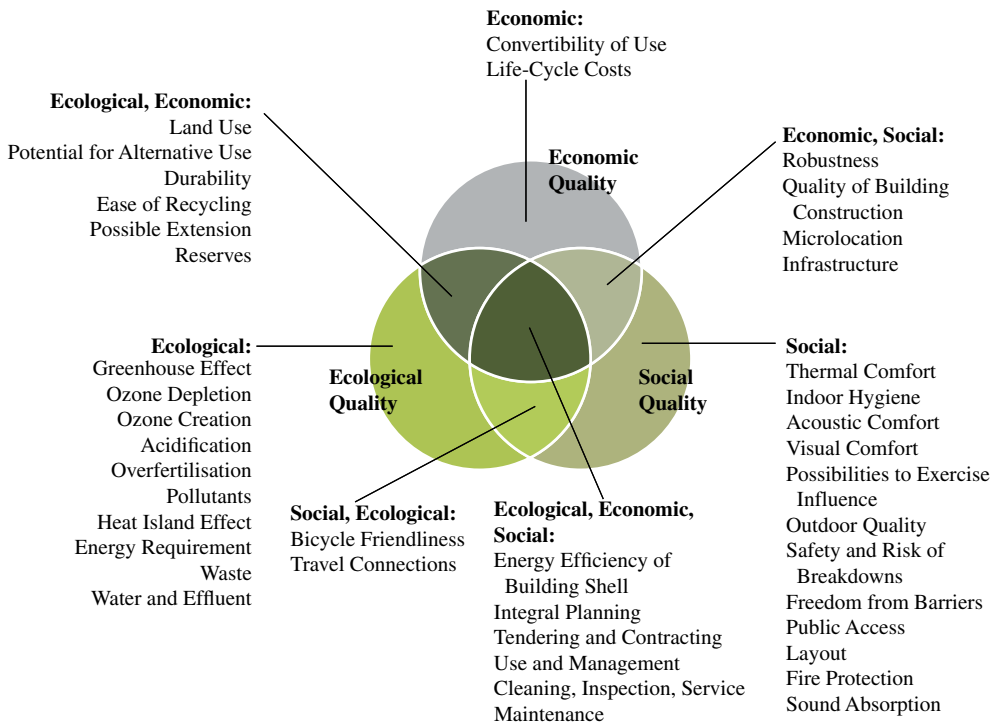 Economic:
Convertibility of Use
Life-Cycle Costs
Ecological, Economic:
Land Use
Potential for Alternative Use
Durability
Ease of Recycling
Possible Extension
Reserves
Economic, Social:
Robustness
Quality of Building
Construction
Microlocation
Infrastructure
Economic
Quality
Ecological
Quality
Social
Quality
Ecological:
Greenhouse Effect
Ozone Depletion
Ozone Creation
Acidification
Overfertilisation
Pollutants
Heat Island Effect
Energy Requirement
Waste
Water and Effluent
Social, Ecological:
Bicycle Friendliness
Travel Connections
Ecological, Economic,
Social:
Energy Efficiency of
Building Shell
Integral Planning
Tendering and Contracting
Use and Management
Cleaning, Inspection, Service
Maintenance
Social:
Thermal Comfort
Indoor Hygiene
Acoustic Comfort
Visual Comfort
Possibilities to Exercise
Influence
Outdoor Quality
Safety and Risk of
Breakdowns
Freedom from Barriers
Public Access
Layout
Fire Protection
Sound Absorption